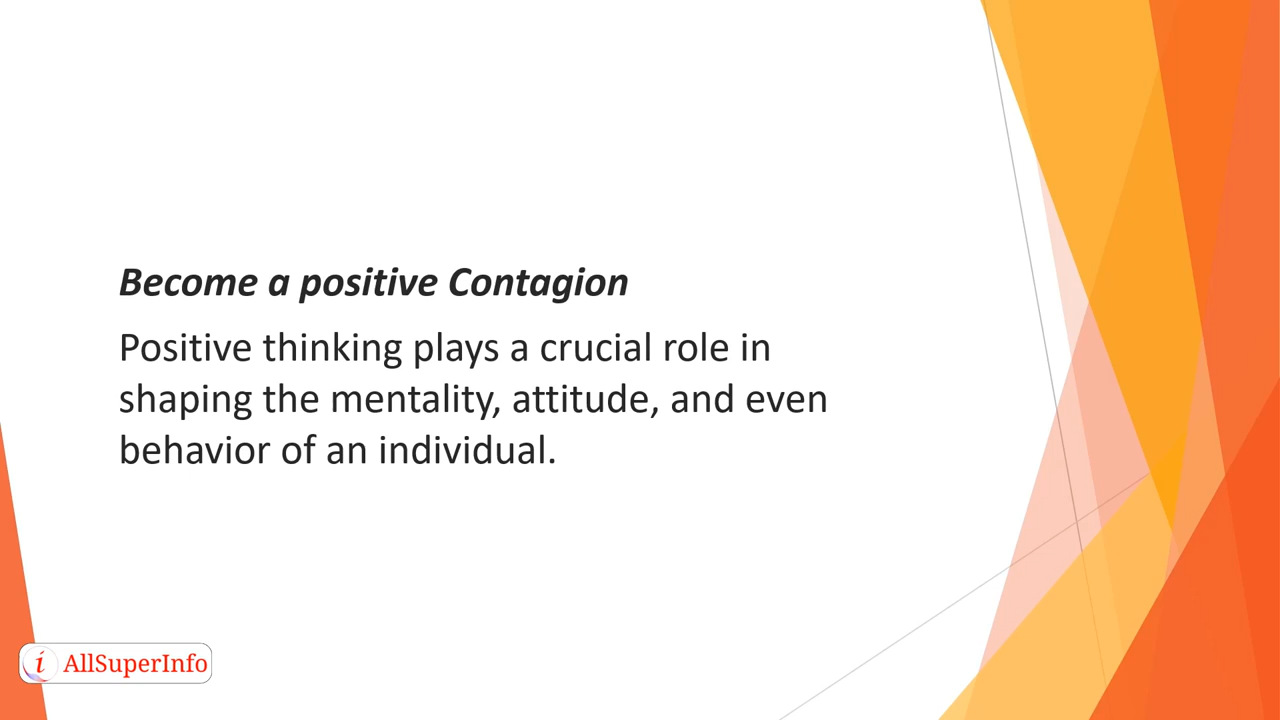 Become a positive Contagion
Positive thinking plays a crucial role in
shaping the mentality, attitude, and even
behavior of an individual.
i AllSuperInfo